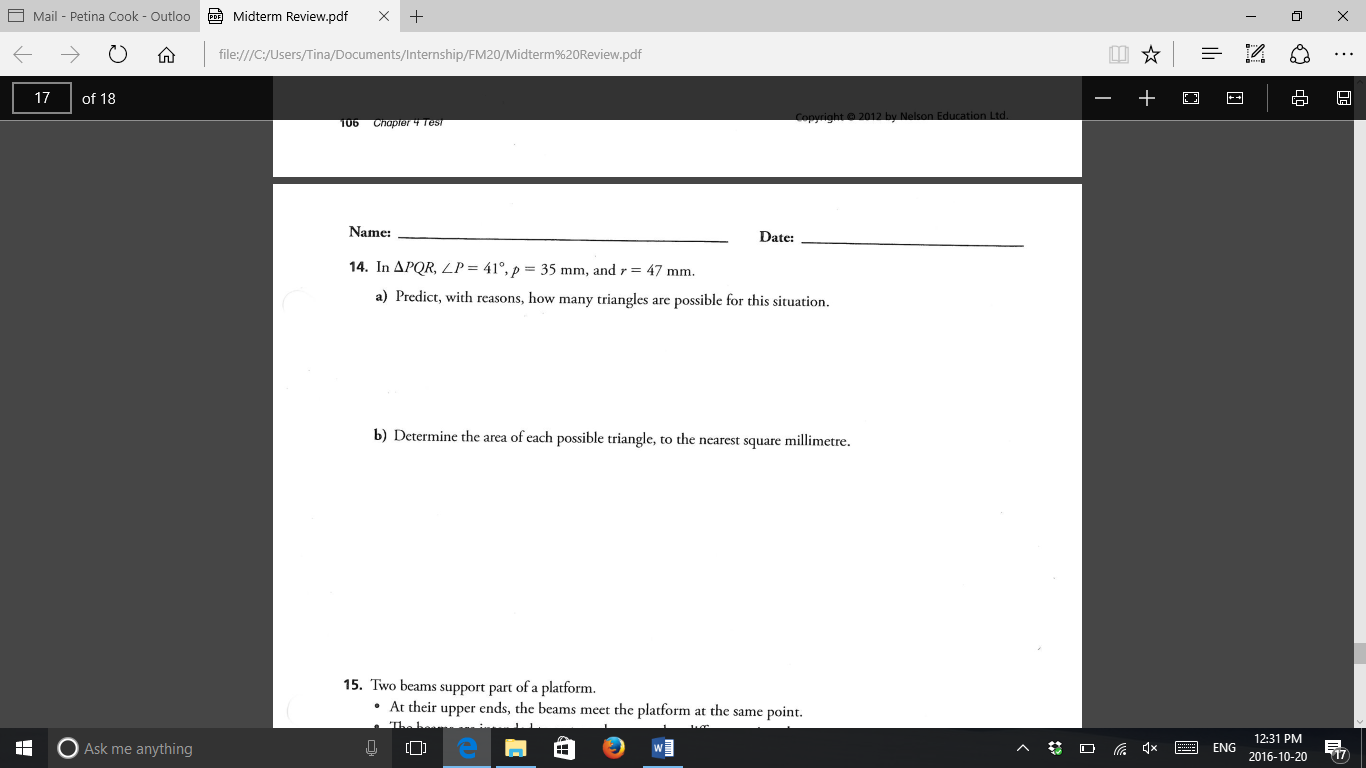 Mail - Petina Cook - Outloo
Midterm Review.pdf
file:///C:/Users/Tina/Documents/Internship/FM20/Midterm%20Review.pdf
17 of 18
106 Chapter 4 Test
Copyright © 2012 by Nelson Education Ltd.
Name:
Date:
14. In ΔPQR, ∠P = 41°, p = 35 mm, and r = 47 mm.
a) Predict, with reasons, how many triangles are possible for this situation.
b) Determine the area of each possible triangle, to the nearest square millimetre.
15. Two beams support part of a platform.
• At their upper ends, the beams meet the platform at the same point.
Ask me anything
ENG
12:31 PM
2016-10-20
17